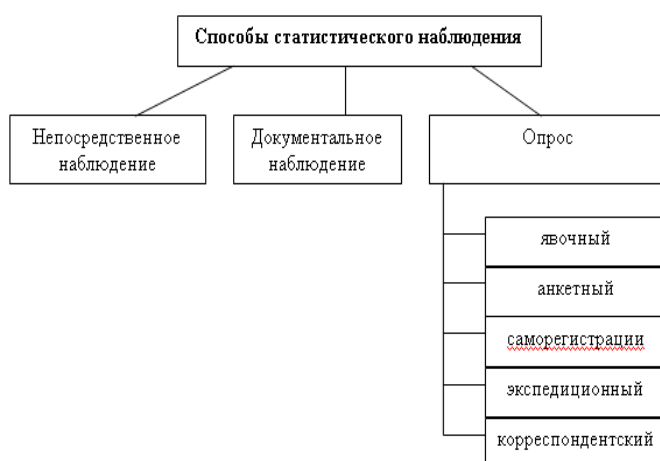 Способы статистического наблюдения
Непосредственное
наблюдение
Документальное
наблюдение
Опрос
явочный
анкетный
саморегистрации
экспедиционный
корреспондентский